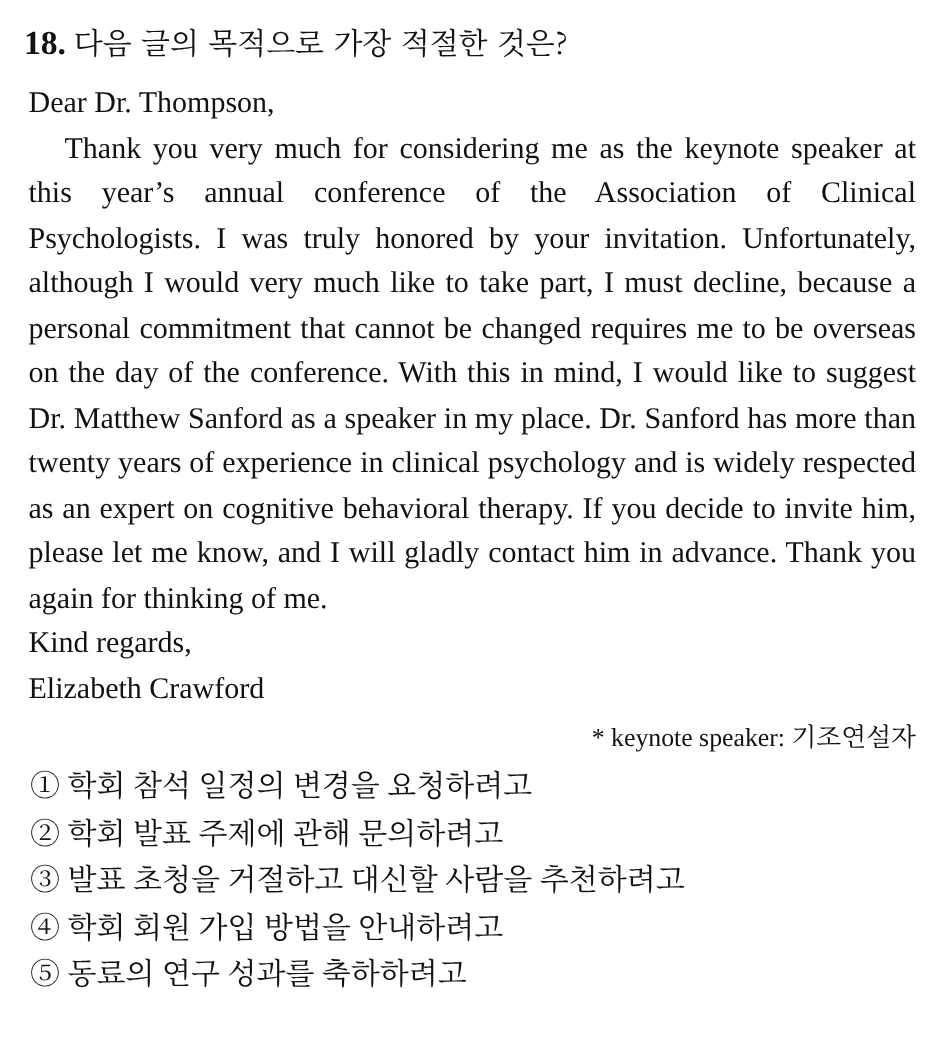 18. 다음 글의 목적으로 가장 적절한 것은?
Dear Dr. Thompson,
Thank you very much for considering me as the keynote speaker at
this year’s annual conference of the Association of Clinical
Psychologists. I was truly honored by your invitation. Unfortunately,
although I would very much like to take part, I must decline, because a
personal commitment that cannot be changed requires me to be overseas
on the day of the conference. With this in mind, I would like to suggest
Dr. Matthew Sanford as a speaker in my place. Dr. Sanford has more than
twenty years of experience in clinical psychology and is widely respected
as an expert on cognitive behavioral therapy. If you decide to invite him,
please let me know, and I will gladly contact him in advance. Thank you
again for thinking of me.
Kind regards,
Elizabeth Crawford
* keynote speaker: 기조연설자
① 학회 참석 일정의 변경을 요청하려고
② 학회 발표 주제에 관해 문의하려고
③ 발표 초청을 거절하고 대신할 사람을 추천하려고
④ 학회 회원 가입 방법을 안내하려고
⑤ 동료의 연구 성과를 축하하려고